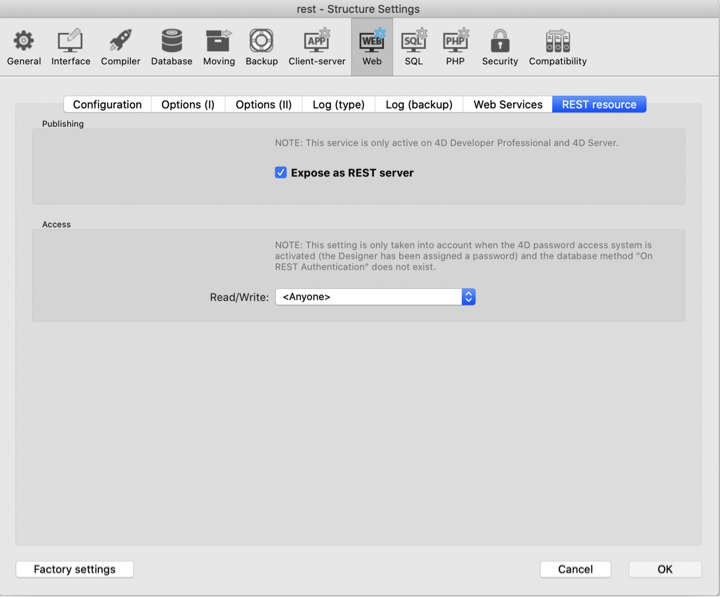 rest - Structure Settings
General Interface Compiler Database Moving Backup Client-server Web SQL PHP Security Compatibility
APP WEB SQL PHP
Configuration Options (I) Options (II) Log (type) Log (backup) Web Services REST resource
Publishing
NOTE: This service is only active on 4D Developer Professional and 4D Server.
Expose as REST server
Access
NOTE: This setting is only taken into account when the 4D password access system is
activated (the Designer has been assigned a password) and the database method "On
REST Authentication" does not exist.
Read/Write: <Anyone>
Factory settings Cancel OK